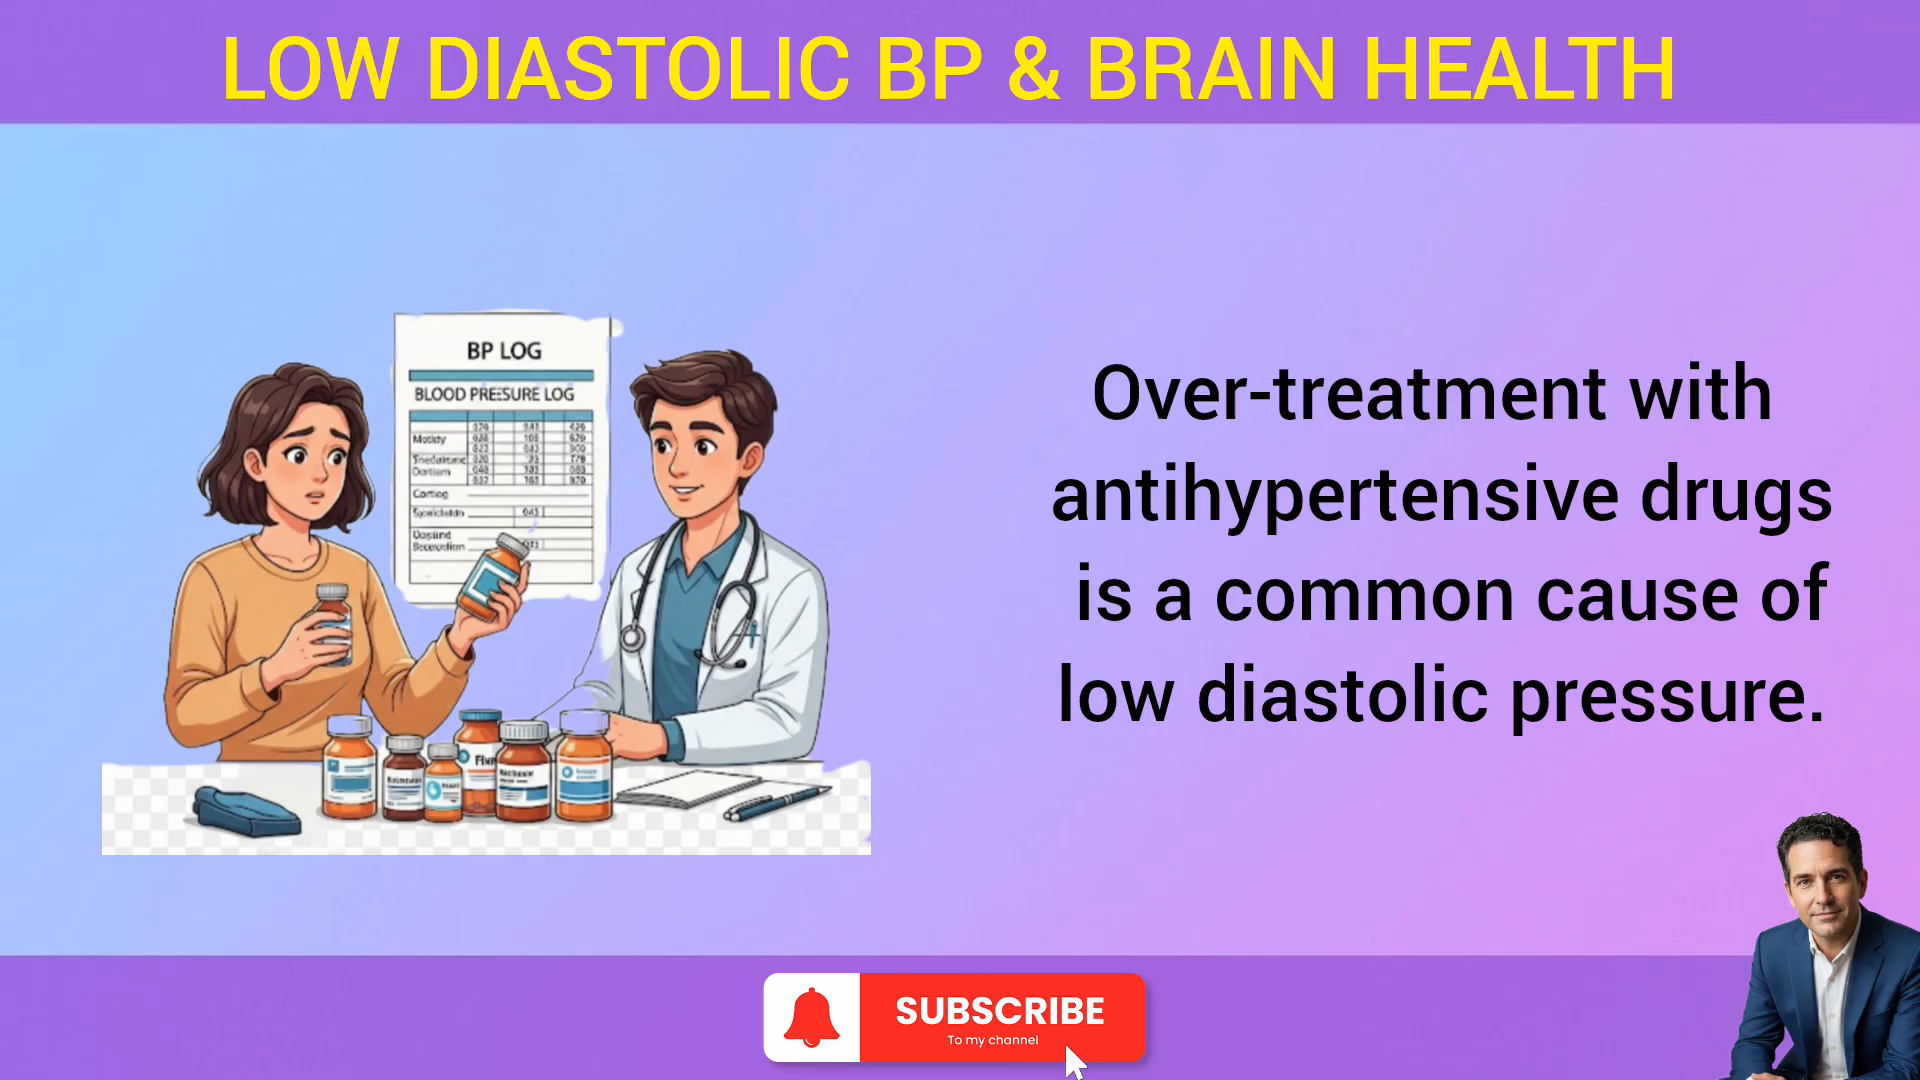 LOW DIASTOLIC BP & BRAIN HEALTH
BP LOG
BLOOD PRESSURE LOG
Over-treatment with
antihypertensive drugs
is a common cause of
low diastolic pressure.
SUBSCRIBE
To my channel